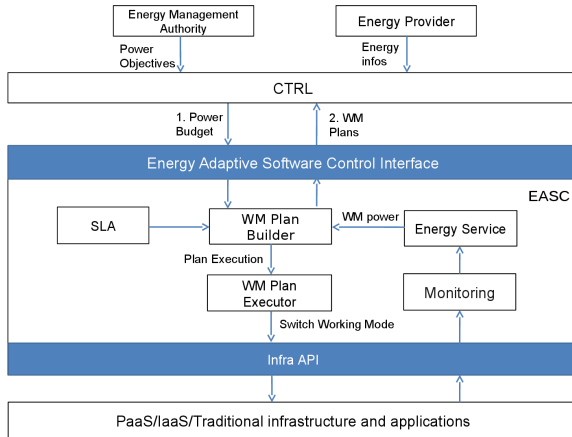 Energy Management
Authority
Energy Provider
Power
Objectives
Energy
infos
CTRL
1. Power
Budget
2. WM
Plans
Energy Adaptive Software Control Interface
EASC
SLA
WM Plan
Builder
WM power
Energy Service
Plan Execution
WM Plan
Executor
Monitoring
Switch Working Mode
Infra API
PaaS/IaaS/Traditional infrastructure and applications